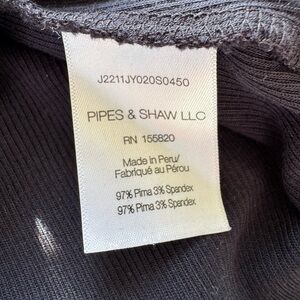 J2211JY020S0450
PIPES & SHAW LLC
RN 155820
Made in Peru/
Fabriqué au Pérou
97% Pima 3% Spandex
97% Pima 3% Spandex